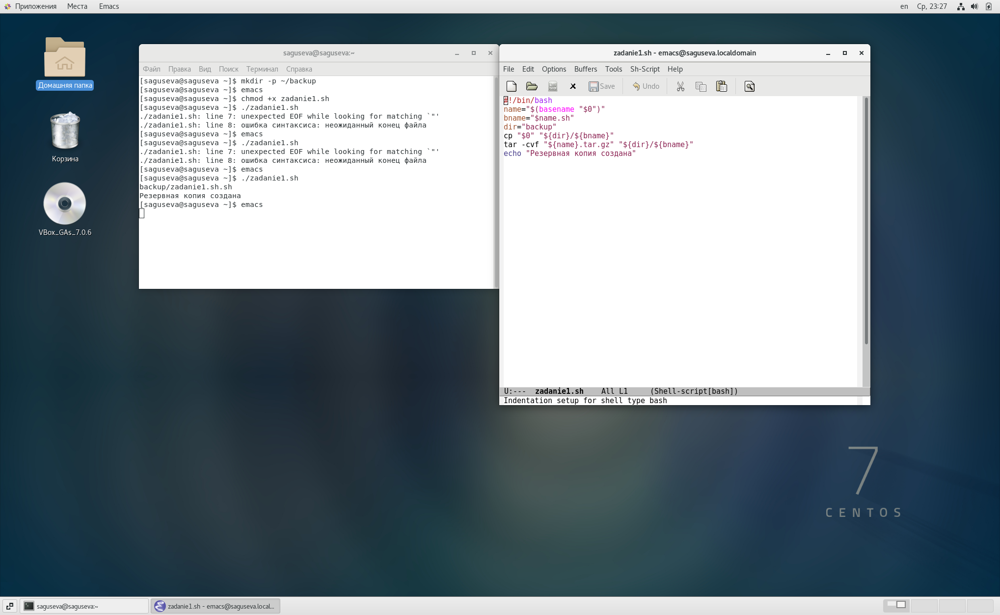 Приложения Места Emacs en Ср, 23:27
Домашняя папка
Корзина
VBox_GAs_7.0.6
saguseva@saguseva:~
Файл Правка Вид Поиск Терминал Справка
[saguseva@saguseva ~]$ mkdir -p ~/backup
[saguseva@saguseva ~]$ emacs
[saguseva@saguseva ~]$ chmod +x zadanie1.sh
[saguseva@saguseva ~]$ ./zadanie1.sh
./zadanie1.sh: line 7: unexpected EOF while looking for matching `"'
./zadanie1.sh: line 8: ошибка синтаксиса: неожиданный конец файла
[saguseva@saguseva ~]$ emacs
[saguseva@saguseva ~]$ ./zadanie1.sh
./zadanie1.sh: line 7: unexpected EOF while looking for matching `"'
./zadanie1.sh: line 8: ошибка синтаксиса: неожиданный конец файла
[saguseva@saguseva ~]$ emacs
[saguseva@saguseva ~]$ ./zadanie1.sh
backup/zadanie1.sh.sh
Резервная копия создана
[saguseva@saguseva ~]$ emacs
zadanie1.sh - emacs@saguseva.localdomain
File Edit Options Buffers Tools Sh-Script Help
Save Undo
#!/bin/bash
name="$(basename "$0")"
bname="$name.sh"
dir="backup"
cp "$0" "${dir}/${bname}"
tar -cvf "${name}.tar.gz" "${dir}/${bname}"
echo "Резервная копия создана"
U:--- zadanie1.sh All L1 (Shell-script[bash])
Indentation setup for shell type bash
7
CENTOS
saguseva@saguseva:~ zadanie1.sh - emacs@saguseva.local...